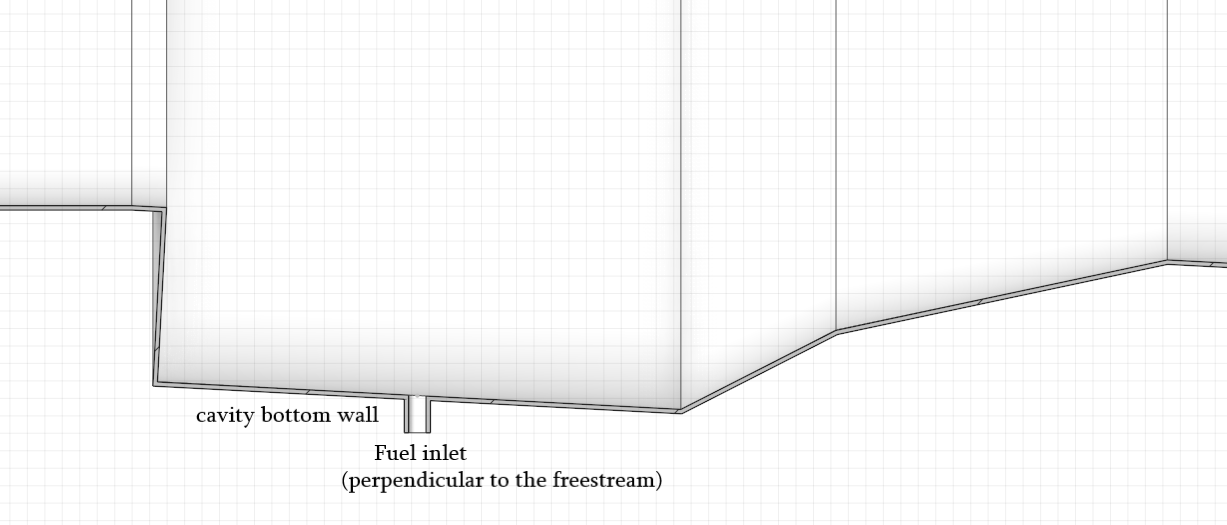 cavity bottom wall
Fuel inlet
(perpendicular to the freestream)